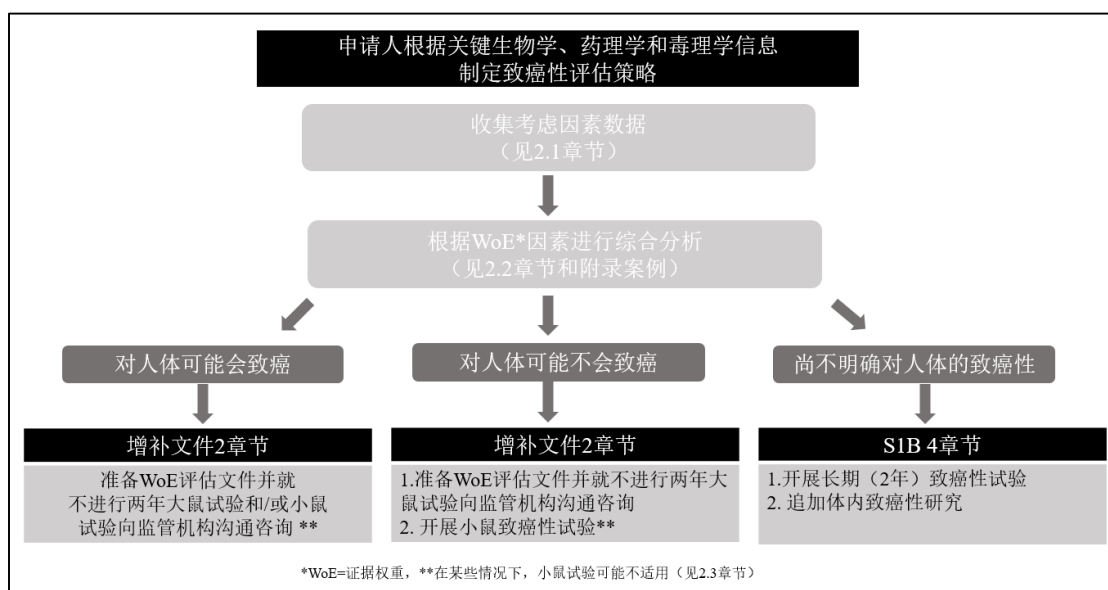 申请人根据关键生物学、药理学和毒理学信息
制定致癌性评估策略
收集考虑因素数据
（见2.1章节）
根据WoE*因素进行综合分析
（见2.2章节和附录案例）
对人体可能会致癌
对人体可能不会致癌
尚不明确对人体的致癌性
增补文件2章节
准备WoE评估文件并就
不进行两年大鼠试验和/或小鼠
试验向监管机构沟通咨询 **
增补文件2章节
1.准备WoE评估文件并就不进行两年大
鼠试验向监管机构沟通咨询
2. 开展小鼠致癌性试验**
S1B 4章节
1.开展长期（2年）致癌性试验
2. 追加体内致癌性研究
*WoE=证据权重，**在某些情况下，小鼠试验可能不适用（见2.3章节）